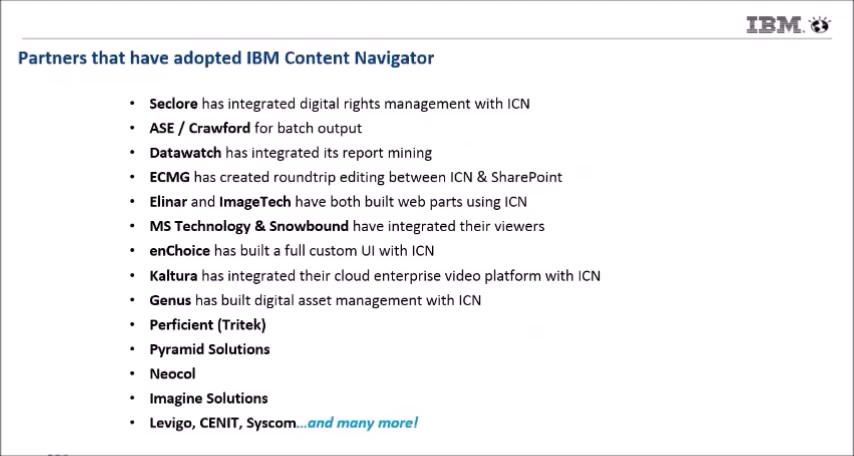 IBM.
Partners that have adopted IBM Content Navigator
• Seclore has integrated digital rights management with ICN
• ASE / Crawford for batch output
• Datawatch has integrated its report mining
• ECMG has created roundtrip editing between ICN & SharePoint
• Elinar and ImageTech have both built web parts using ICN
• MS Technology & Snowbound have integrated their viewers
• enChoice has built a full custom UI with ICN
• Kaltura has integrated their cloud enterprise video platform with ICN
• Genus has built digital asset management with ICN
• Perficient (Tritek)
• Pyramid Solutions
• Neocol
• Imagine Solutions
• Levigo, CENIT, Syscom...and many more!